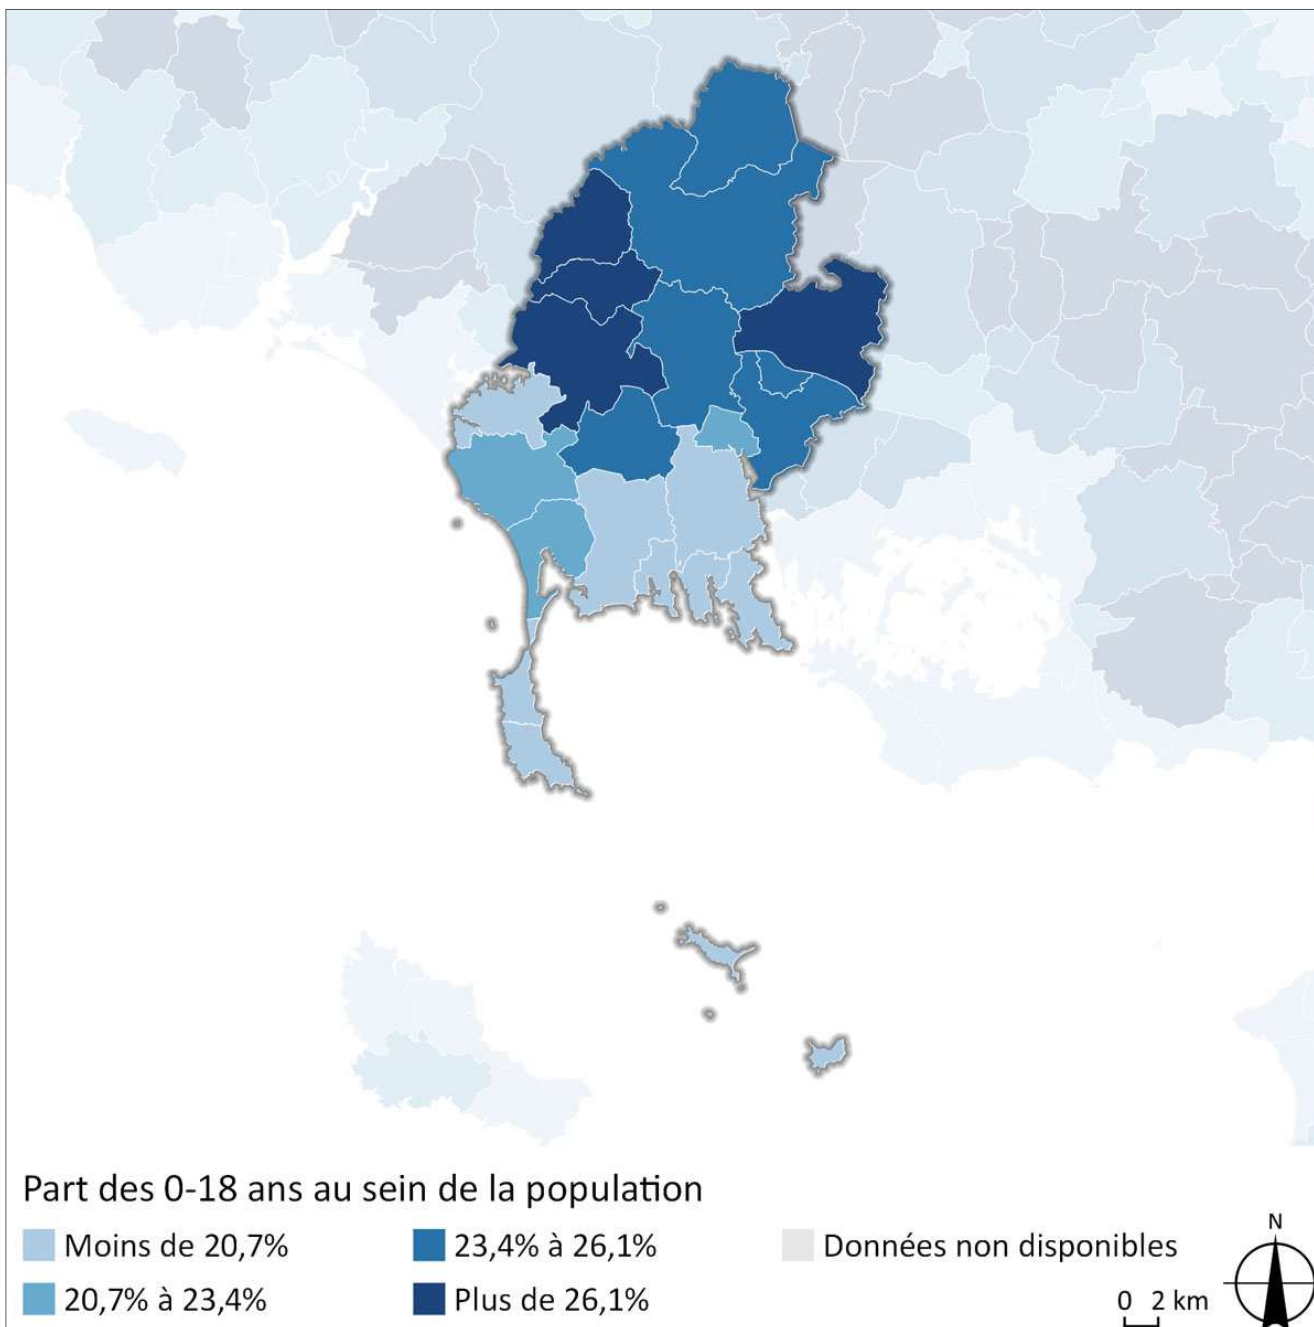 Part des 0-18 ans au sein de la population
Moins de 20,7%
23,4% à 26,1%
Données non disponibles
20,7% à 23,4%
Plus de 26,1%
0 2 km
N